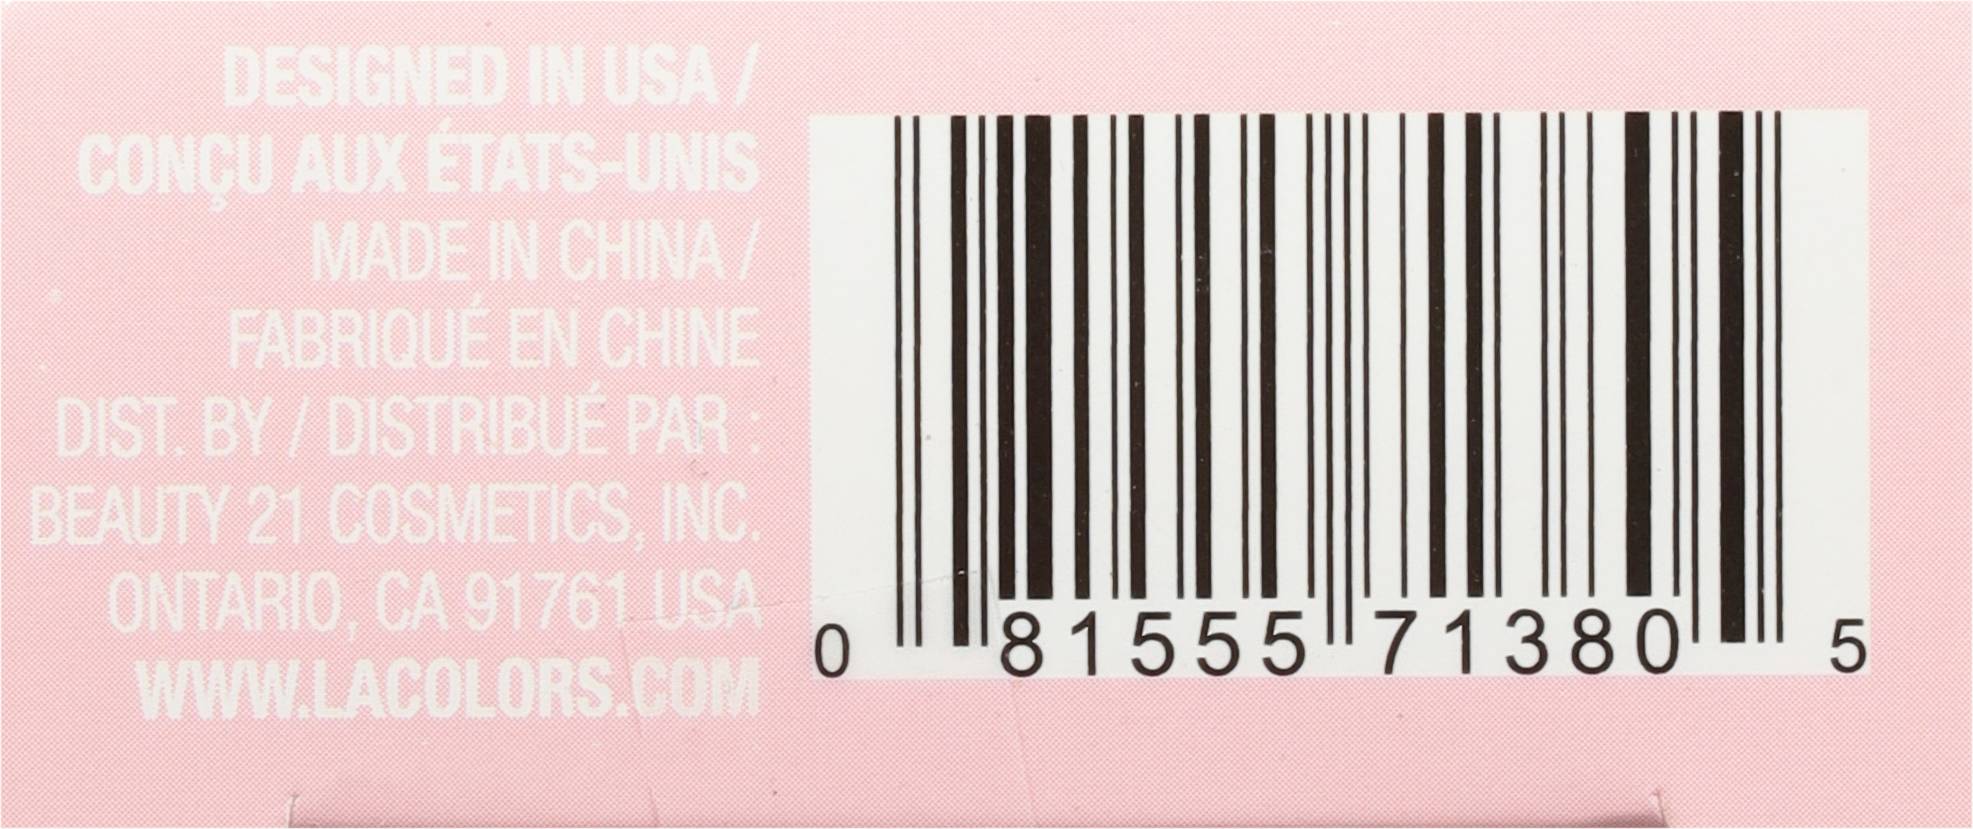 DESIGNED IN USA /
CONÇU AUX ÉTATS-UNIS
MADE IN CHINA /
FABRIQUÉ EN CHINE
DIST. BY / DISTRIBUÉ PAR :
BEAUTY 21 COSMETICS, INC.
ONTARIO, CA 91761 USA
WWW.LACOLORS.COM
0 81555 71380 5